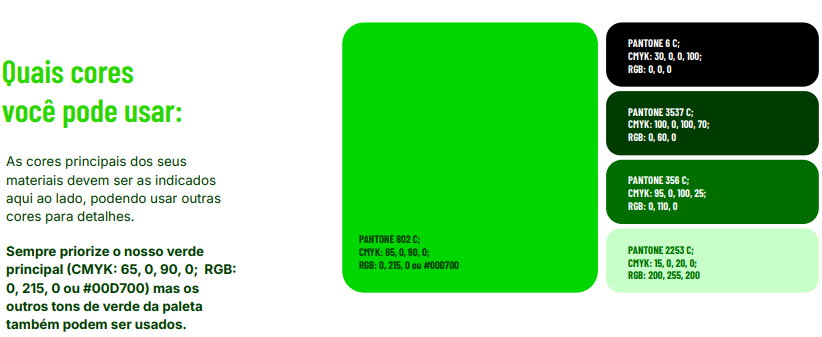 Quais cores
você pode usar:
As cores principais dos seus
materiais devem ser as indicados
aqui ao lado, podendo usar outras
cores para detalhes.
Sempre priorize o nosso verde
principal (CMYK: 65, 0, 90, 0;  RGB:
0, 215, 0 ou #00D700) mas os
outros tons de verde da paleta
também podem ser usados.
PANTONE 802 C;
CMYK: 65, 0, 90, 0;
RGB: 0, 215, 0 ou #00D700
PANTONE 6 C;
CMYK: 30, 0, 0, 100;
RGB: 0, 0, 0
PANTONE 3537 C;
CMYK: 100, 0, 100, 70;
RGB: 0, 60, 0
PANTONE 356 C;
CMYK: 95, 0, 100, 25;
RGB: 0, 110, 0
PANTONE 2253 C;
CMYK: 15, 0, 20, 0;
RGB: 200, 255, 200